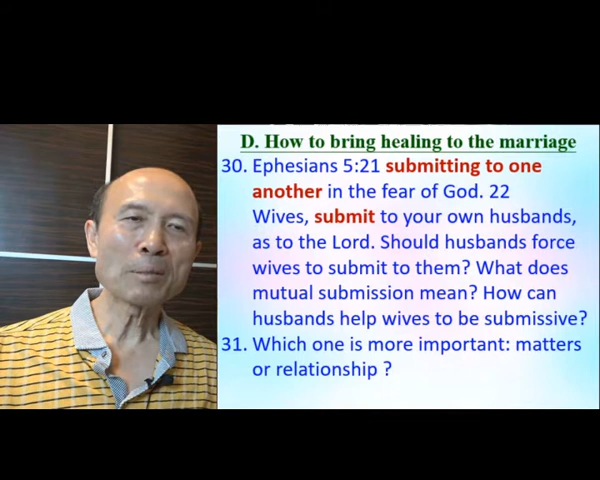 D. How to bring healing to the marriage
30. Ephesians 5:21 submitting to one
another in the fear of God. 22
Wives, submit to your own husbands,
as to the Lord. Should husbands force
wives to submit to them? What does
mutual submission mean? How can
husbands help wives to be submissive?
31. Which one is more important: matters
or relationship ?